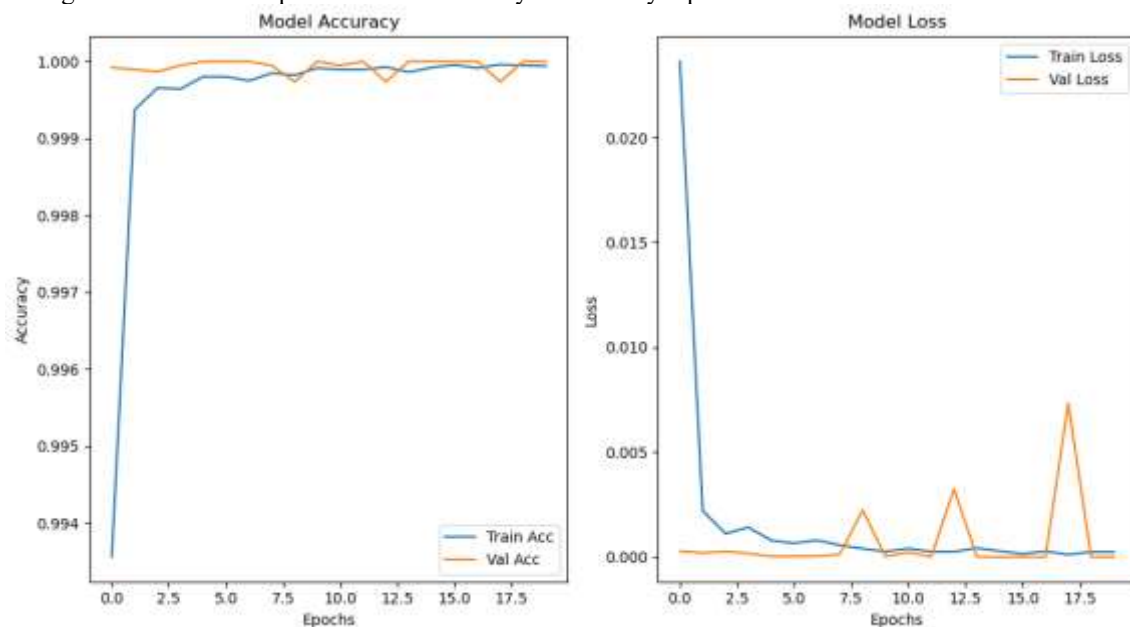 Model Accuracy
1.000
0.999
0.998
0.997
0.996
0.995
0.994
Accuracy
0.0 2.5 5.0 7.5 10.0 12.5 15.0 17.5
Epochs
Train Acc
Val Acc
Model Loss
0.020
0.015
0.010
0.005
0.000
Loss
0.0 2.5 5.0 7.5 10.0 12.5 15.0 17.5
Epochs
Train Loss
Val Loss